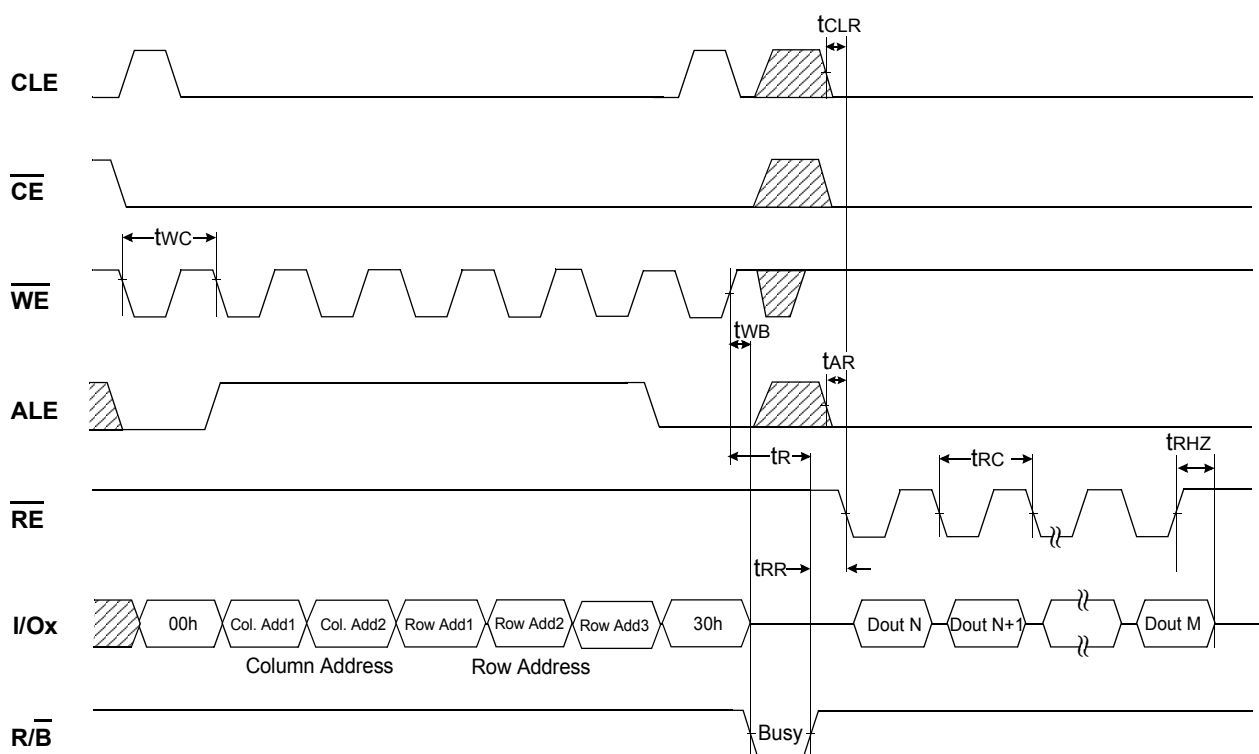 tCLR
CLE
CE
tWC
WE
tWB
tAR
ALE
tR
tRC
tRHZ
RE
tRR
I/Ox
00h Col. Add1 Col. Add2 Row Add1 Row Add2 Row Add3 30h Dout N Dout N+1 Dout M
Column Address Row Address
R/B
Busy